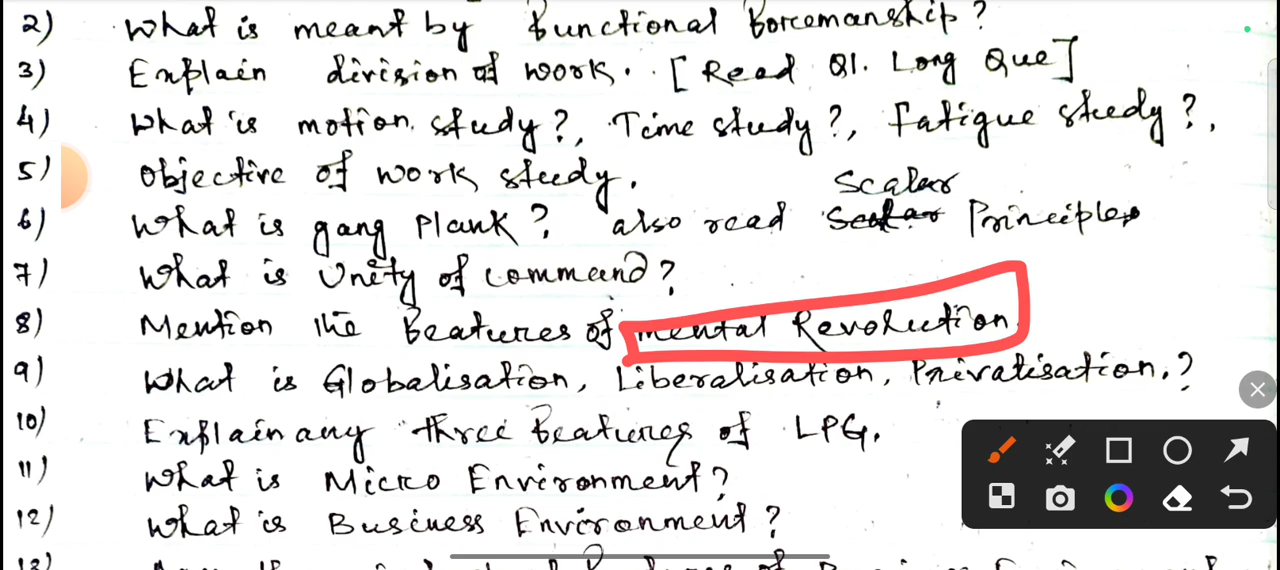 2) What is meant by Functional Foremanship?
3) Explain division of work. [Read Q1. Long Que]
4) What is motion study?, Time study?, Fatigue study?,
5) Objective of work study.
6) What is gang Plank? also read Scalar Principle
7) What is Unity of command?
8) Mention the features of mental Revolution.
9) What is Globalisation, Liberalisation, Privatisation.?
10) Explain any three features of LPG.
11) What is Micro Environment?
12) What is Business Environment?